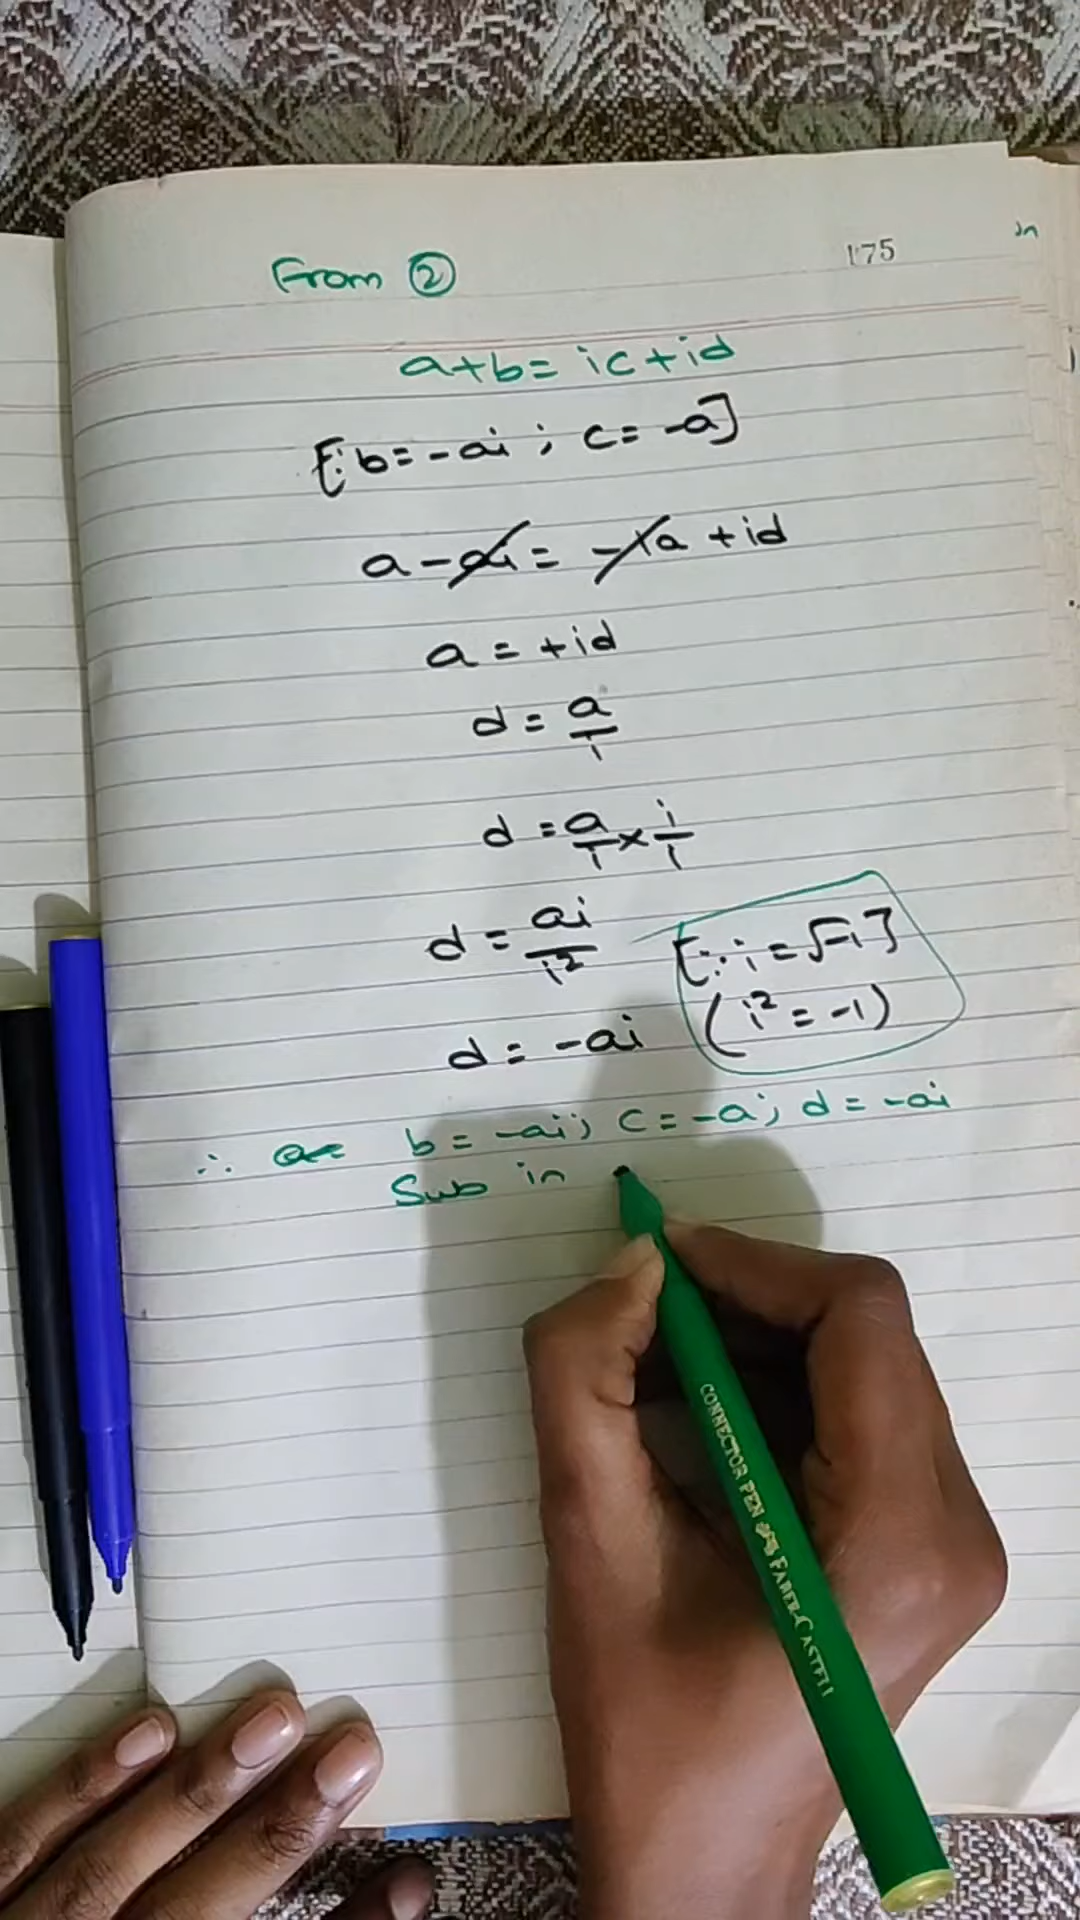 175
in
From ②
a+b = ic+id
[∵ b = -ai ; c = -a]
a - ai = -ia + id
a = +id
d = a/i
d = a/i × i/i
d = ai/i²
[∵ i = √-1]
(i² = -1)
d = -ai
∴ b = -ai; c = -a; d = -ai
Sub in
CONNECTOR PEN FABER-CASTELL